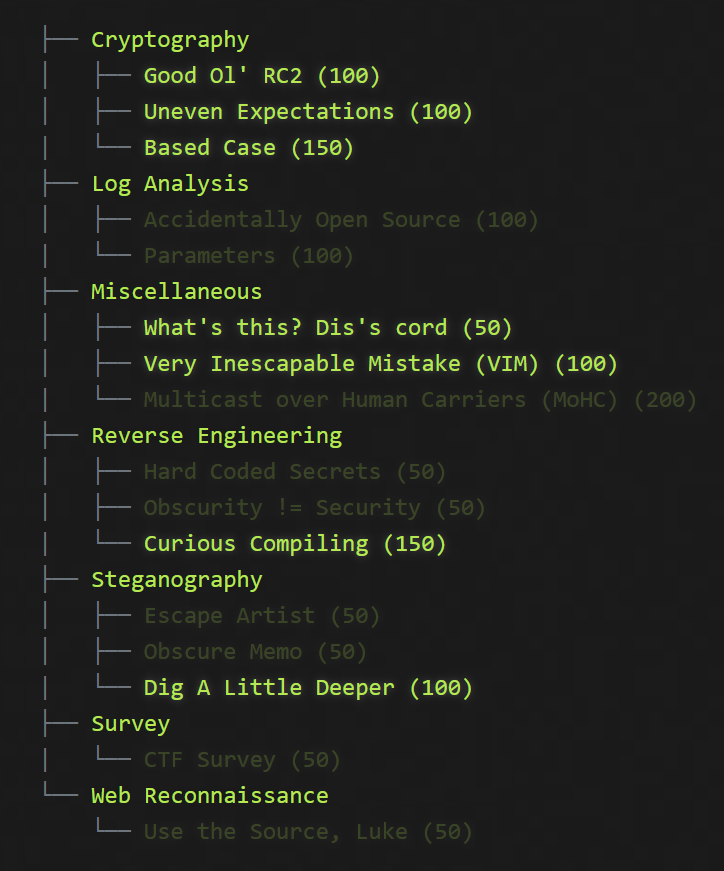 ├── Cryptography
│   ├── Good Ol' RC2 (100)
│   ├── Uneven Expectations (100)
│   └── Based Case (150)
├── Log Analysis
│   ├── Accidentally Open Source (100)
│   └── Parameters (100)
├── Miscellaneous
│   ├── What's this? Dis's cord (50)
│   ├── Very Inescapable Mistake (VIM) (100)
│   └── Multicast over Human Carriers (MoHC) (200)
├── Reverse Engineering
│   ├── Hard Coded Secrets (50)
│   ├── Obscurity != Security (50)
│   └── Curious Compiling (150)
├── Steganography
│   ├── Escape Artist (50)
│   ├── Obscure Memo (50)
│   └── Dig A Little Deeper (100)
├── Survey
│   └── CTF Survey (50)
└── Web Reconnaissance
    └── Use the Source, Luke (50)